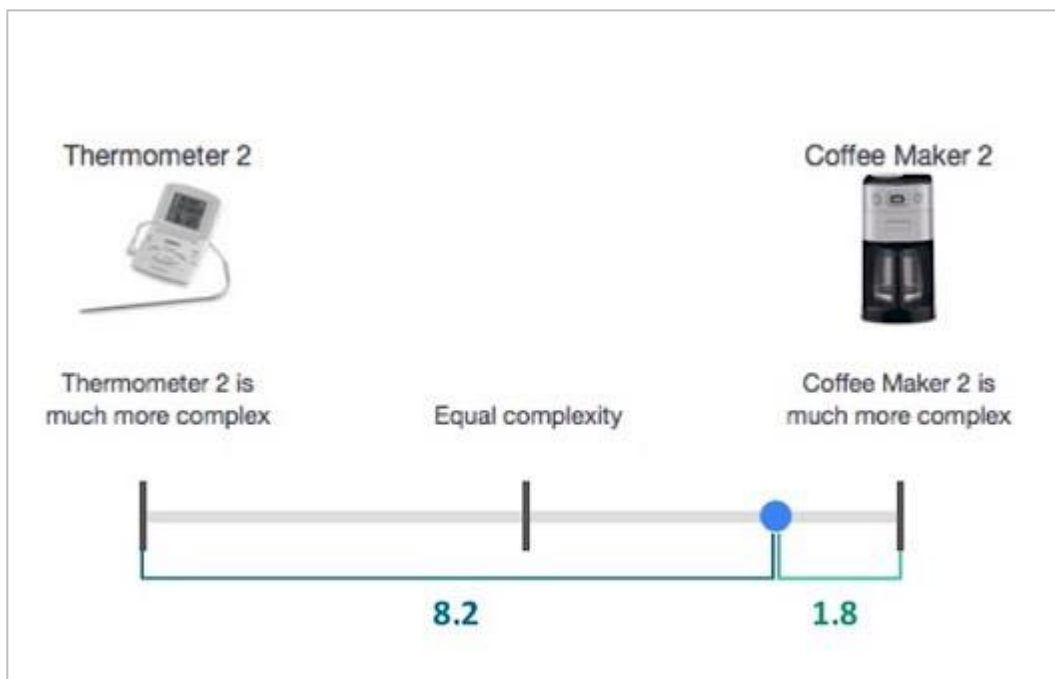 Thermometer 2
Coffee Maker 2
Thermometer 2 is
much more complex
Equal complexity
Coffee Maker 2 is
much more complex
8.2
1.8